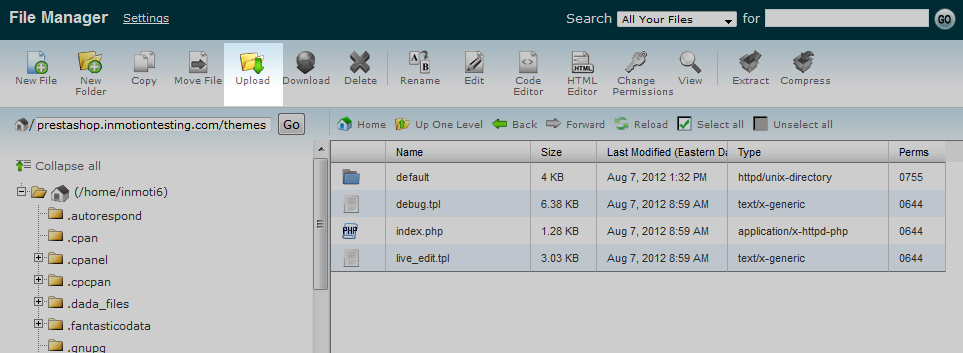 File Manager Settings Search All Your Files for GO
New File New Folder Copy Move File Upload Download Delete Rename Edit Code Editor HTML Editor Change Permissions View Extract Compress
/prestashop.inmotiontesting.com/themes Go Home Up One Level Back Forward Reload Select all Unselect all
Collapse all
(/home/inmoti6)
.autorespond
.cpan
.cpanel
.cpcpan
.dada_files
.fantasticodata
.gnupg
Name Size Last Modified (Eastern Da Type Perms
default 4 KB Aug 7, 2012 1:32 PM httpd/unix-directory 0755
debug.tpl 6.38 KB Aug 7, 2012 8:59 AM text/x-generic 0644
PHP index.php 1.28 KB Aug 7, 2012 8:59 AM application/x-httpd-php 0644
live_edit.tpl 3.03 KB Aug 7, 2012 8:59 AM text/x-generic 0644